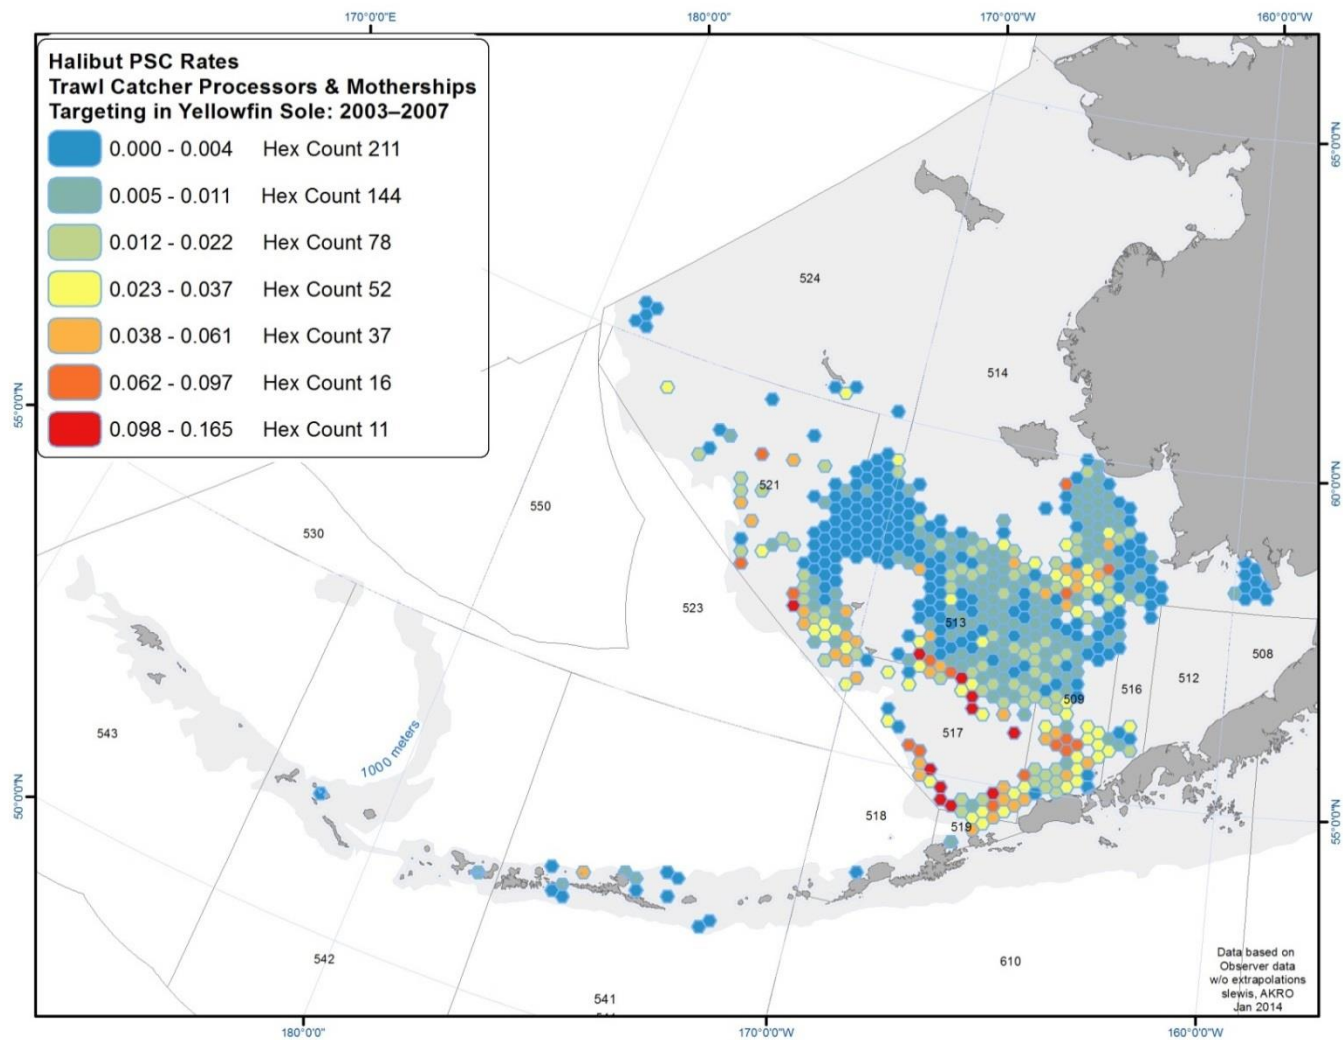 170°0'0"E
180°0'0"
170°0'0"W
160°0'0"W
Halibut PSC Rates
Trawl Catcher Processors & Motherships
Targeting in Yellowfin Sole: 2003–2007
0.000 - 0.004 Hex Count 211
0.005 - 0.011 Hex Count 144
0.012 - 0.022 Hex Count 78
0.023 - 0.037 Hex Count 52
0.038 - 0.061 Hex Count 37
0.062 - 0.097 Hex Count 16
0.098 - 0.165 Hex Count 11
65°0'0"N
524
514
55°0'0"N
60°0'0"N
521
550
530
523
513
508
516
512
509
543
517
1000 meters
50°0'0"N
518
519
55°0'0"N
542
610
541
Data based on
Observer data
w/o extrapolations
slewis, AKRO
Jan 2014
180°0'0"
170°0'0"W
160°0'0"W